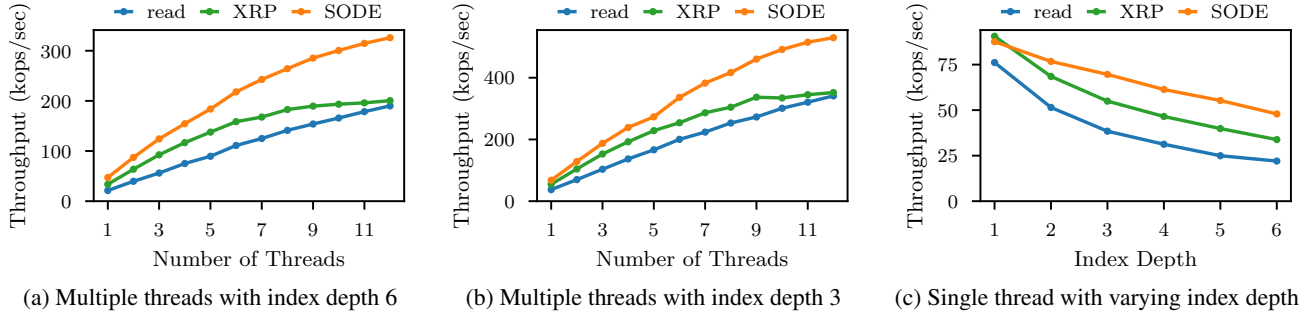 read XRP SODE
Throughput (kops/sec)
300
200
100
0
1 3 5 7 9 11
Number of Threads
(a) Multiple threads with index depth 6
read XRP SODE
Throughput (kops/sec)
400
200
0
1 3 5 7 9 11
Number of Threads
(b) Multiple threads with index depth 3
read XRP SODE
Throughput (kops/sec)
75
50
25
0
1 2 3 4 5 6
Index Depth
(c) Single thread with varying index depth